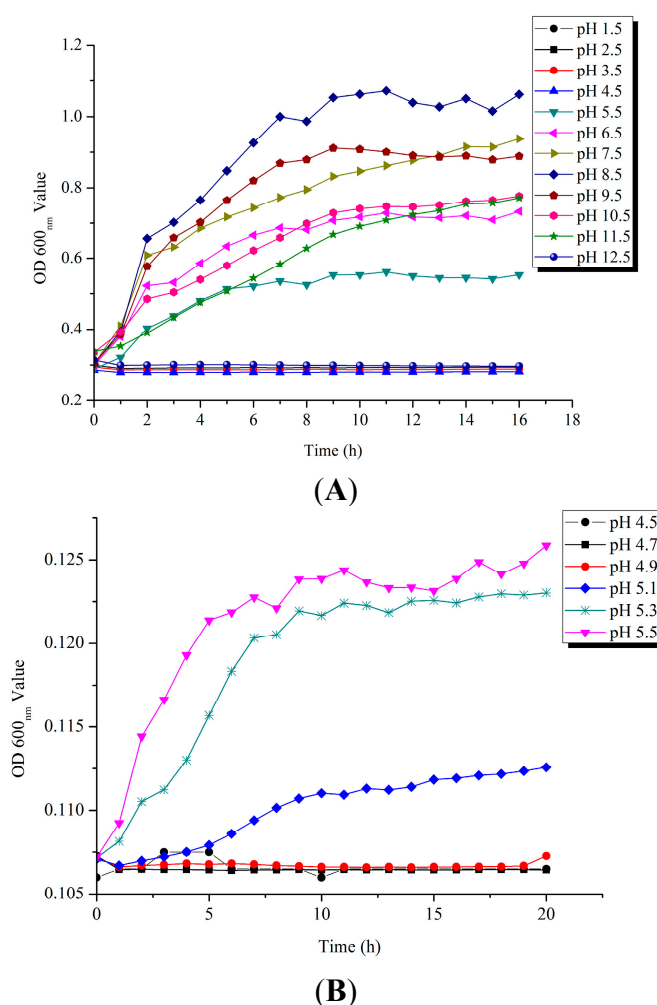 pH 1.5
pH 2.5
pH 3.5
pH 4.5
pH 5.5
pH 6.5
pH 7.5
pH 8.5
pH 9.5
pH 10.5
pH 11.5
pH 12.5
OD 600nm Value
1.2
1.0
0.8
0.6
0.4
0.2
0 2 4 6 8 10 12 14 16 18
Time (h)
(A)
pH 4.5
pH 4.7
pH 4.9
pH 5.1
pH 5.3
pH 5.5
OD 600nm Value
0.125
0.120
0.115
0.110
0.105
0 5 10 15 20
Time (h)
(B)